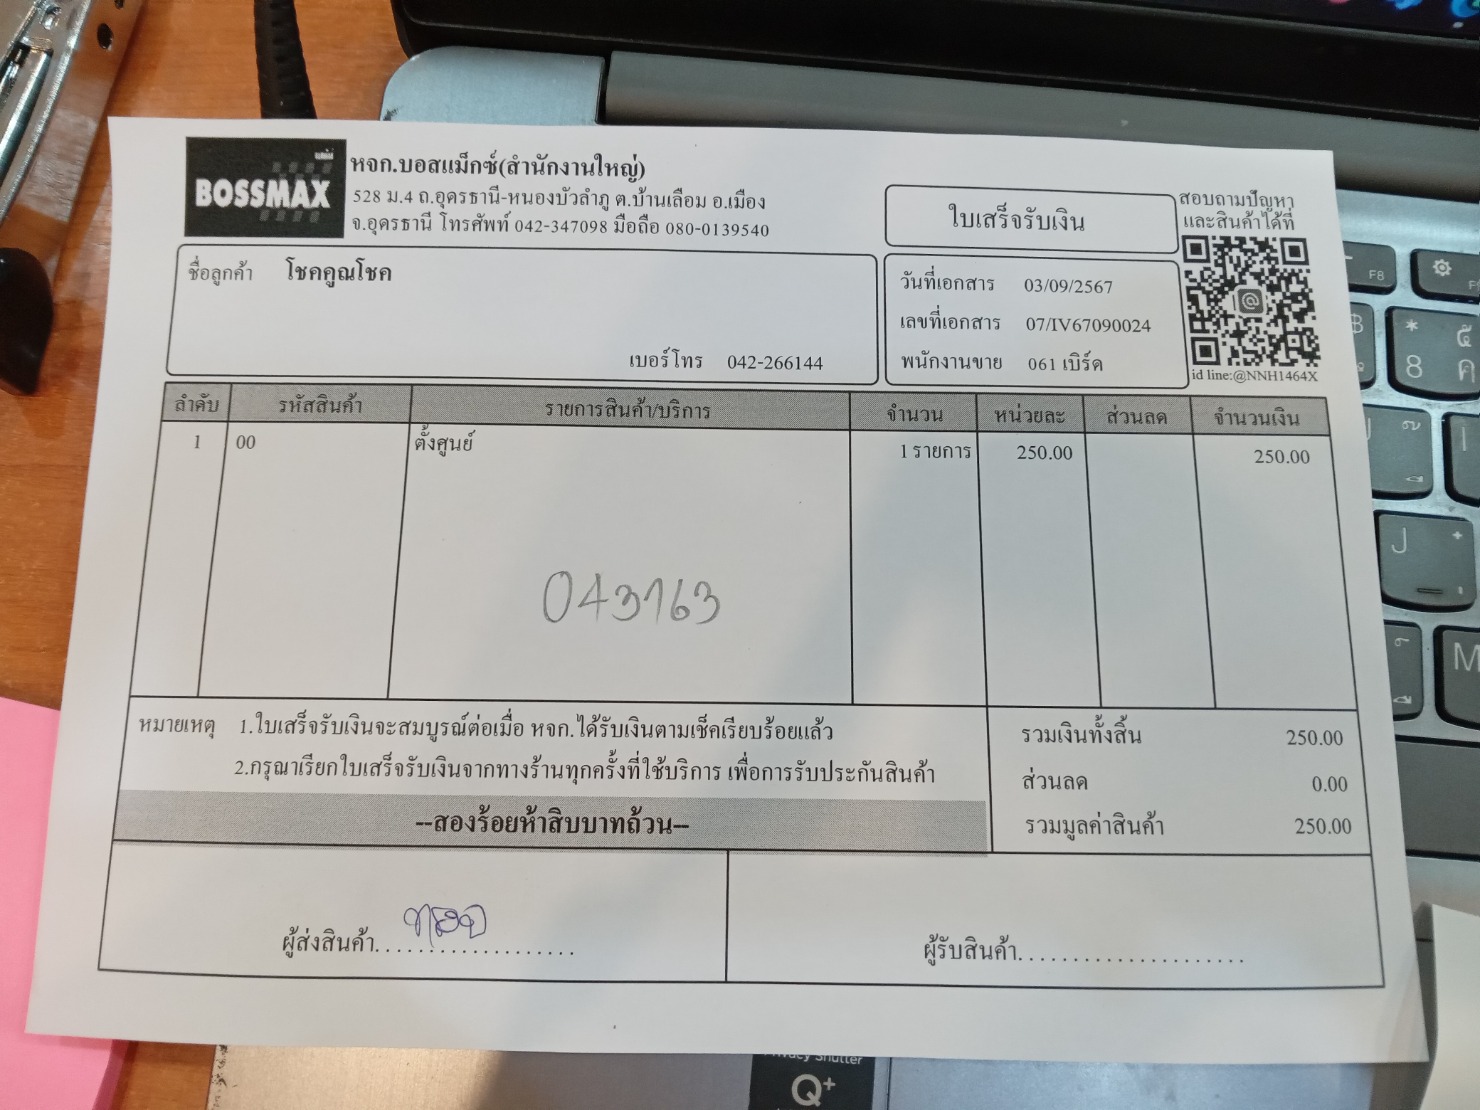 BOSSMAX
หจก.บอสแม็กซ์(สำนักงานใหญ่)
528 ม.4 ถ.อุดรธานี-หนองบัวลำภู ต.บ้านเลื่อม อ.เมือง
จ.อุดรธานี โทรศัพท์ 042-347098 มือถือ 080-0139540
ใบเสร็จรับเงิน
สอบถามปัญหา
และสินค้าได้ที่
id line:@NNH1464X
ชื่อลูกค้า โชคคูณโชค
เบอร์โทร 042-266144
วันที่เอกสาร 03/09/2567
เลขที่เอกสาร 07/IV67090024
พนักงานขาย 061 เบิร์ด
ลำดับ รหัสสินค้า รายการสินค้า/บริการ จำนวน หน่วยละ ส่วนลด จำนวนเงิน
1 00 ตั้งศูนย์ 1 รายการ 250.00 250.00
043763
หมายเหตุ 1.ใบเสร็จรับเงินจะสมบูรณ์ต่อเมื่อ หจก.ได้รับเงินตามเช็คเรียบร้อยแล้ว
2.กรุณาเรียกใบเสร็จรับเงินจากทางร้านทุกครั้งที่ใช้บริการ เพื่อการรับประกันสินค้า
--สองร้อยห้าสิบบาทถ้วน--
รวมเงินทั้งสิ้น 250.00
ส่วนลด 0.00
รวมมูลค่าสินค้า 250.00
ผู้ส่งสินค้า....................
ผู้รับสินค้า......................
F8
*
8
ค
J
M
Privacy Shutter
Q+